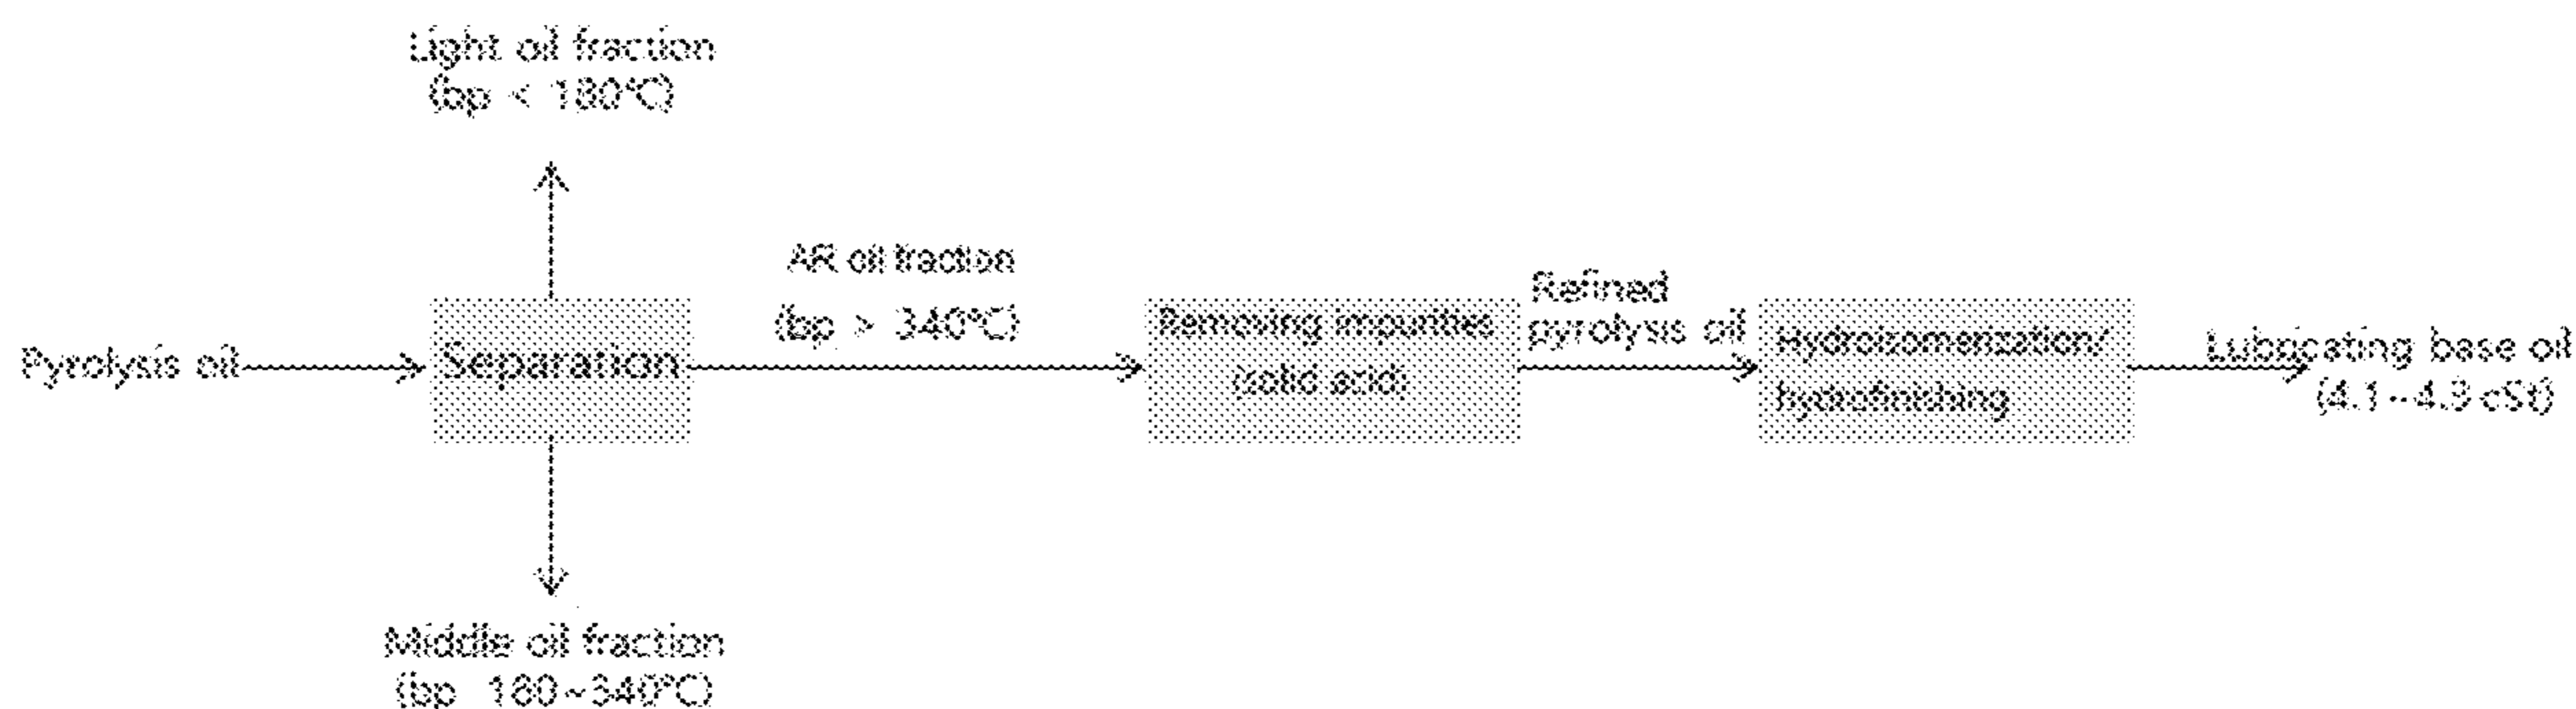 Light oil fraction
(bp < 180℃)
AR oil fraction
(bp > 340℃)
Refined
pyrolysis oil
Pyrolysis oil
Separation
Removing impurities
(solid acid)
Hydroizomerization/
hydrofinishing
Lubricating base oil
(4.1~4.3 cSt)
Middle oil fraction
(bp 180~340℃)